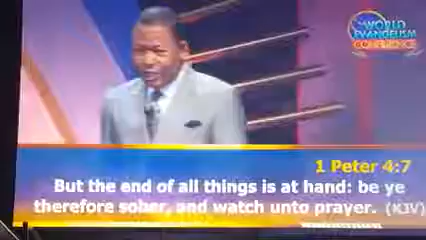 WORLD
EVANGELISM
CONFERENCE
1 Peter 4:7
But the end of all things is at hand: be ye
therefore sober, and watch unto prayer. (KJV)